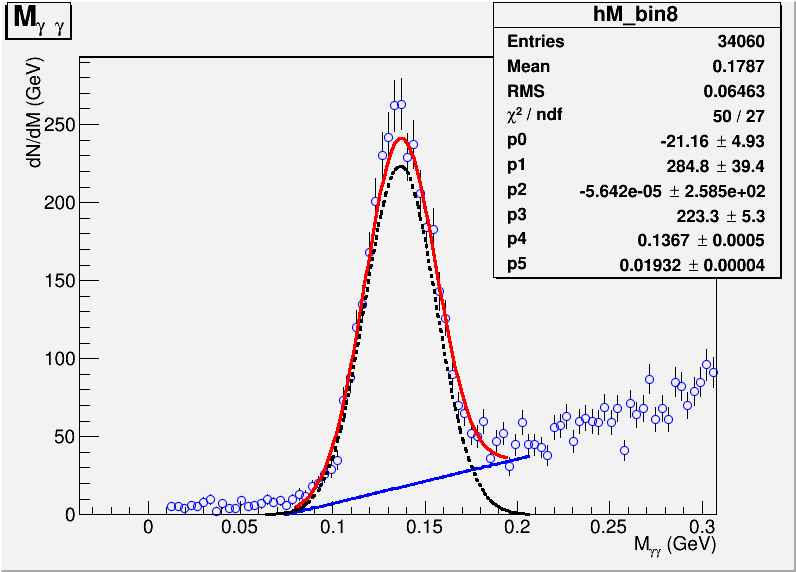 M_γ γ
hM_bin8
Entries 34060
Mean 0.1787
RMS 0.06463
χ² / ndf 50 / 27
p0 -21.16 ± 4.93
p1 284.8 ± 39.4
p2 -5.642e-05 ± 2.585e+02
p3 223.3 ± 5.3
p4 0.1367 ± 0.0005
p5 0.01932 ± 0.00004
dN/dM (GeV)
250
200
150
100
50
0
0 0.05 0.1 0.15 0.2 0.25 0.3
M_γγ (GeV)